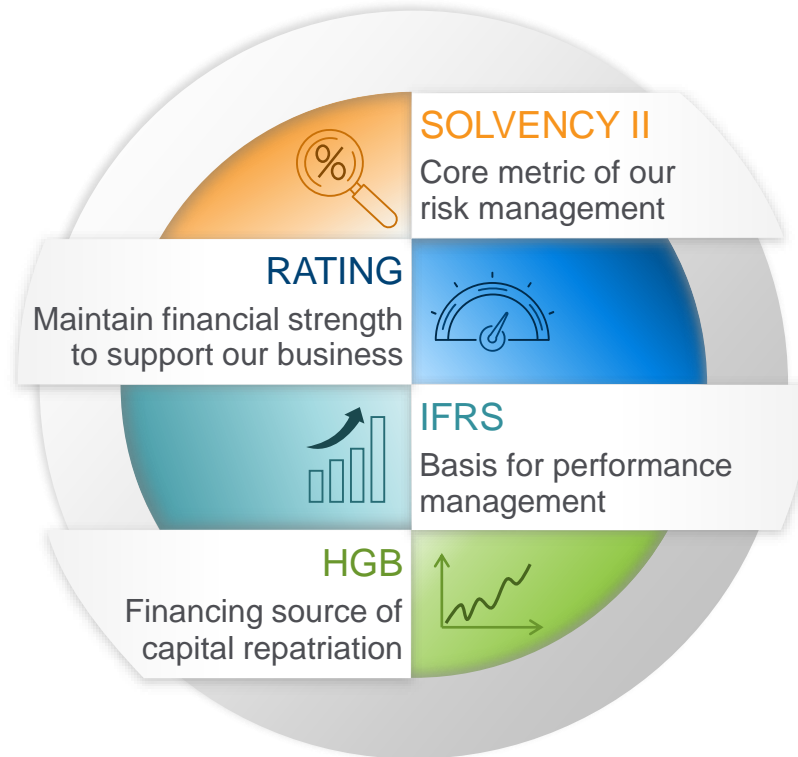 %
SOLVENCY II
Core metric of our
risk management
RATING
Maintain financial strength
to support our business
IFRS
Basis for performance
management
HGB
Financing source of
capital repatriation